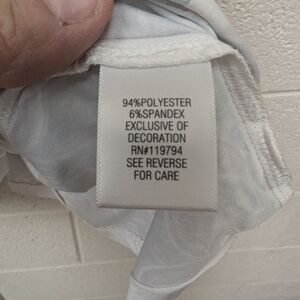 94%POLYESTER
6%SPANDEX
EXCLUSIVE OF
DECORATION
RN#119794
SEE REVERSE
FOR CARE